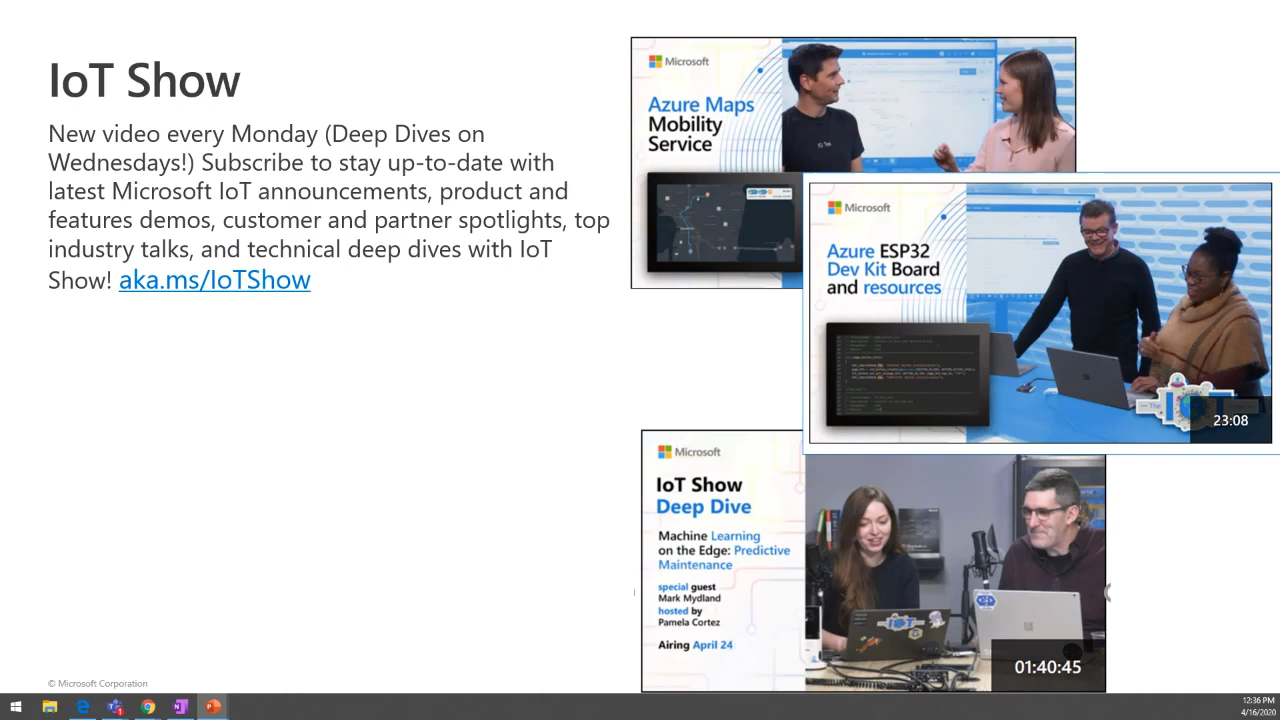 IoT Show
New video every Monday (Deep Dives on
Wednesdays!) Subscribe to stay up-to-date with
latest Microsoft IoT announcements, product and
features demos, customer and partner spotlights, top
industry talks, and technical deep dives with IoT
Show! aka.ms/IoTShow
Microsoft
Azure Maps
Mobility
Service
Microsoft
Azure ESP32
Dev Kit Board
and resources
23:08
Microsoft
IoT Show
Deep Dive
Machine Learning
on the Edge: Predictive
Maintenance
special guest
Mark Mydland
hosted by
Pamela Cortez
Airing April 24
01:40:45
© Microsoft Corporation
12:36 PM
4/16/2020